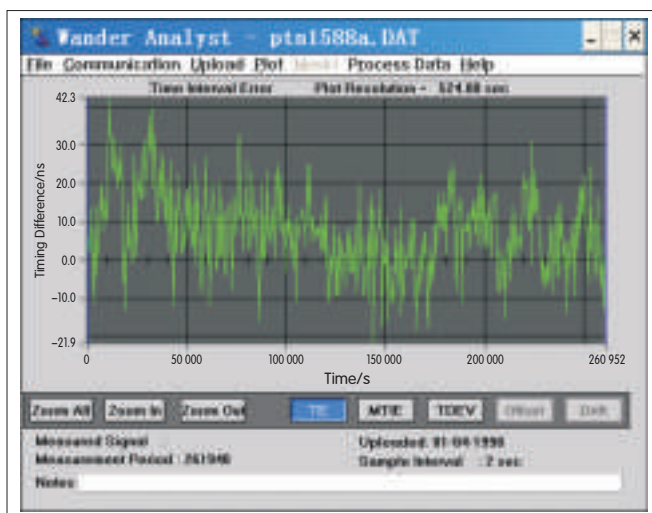 Wander Analyst - ptn1588a.DAT
File Communication Upload Plot Process Data Help
Time Interval Error Plot Resolution - 524.88 sec
42.3
30.0
20.0
10.0
0.0
−10.0
−21.9
Timing Difference/ns
0 50 000 100 000 150 000 200 000 260 952
Time/s
Zoom All Zoom In Zoom Out TIE MTIE TDEV Offset
Measured Signal Uploaded: 01-04-1990
Measurement Period : 261940 Sample Interval : 2 sec
Notes